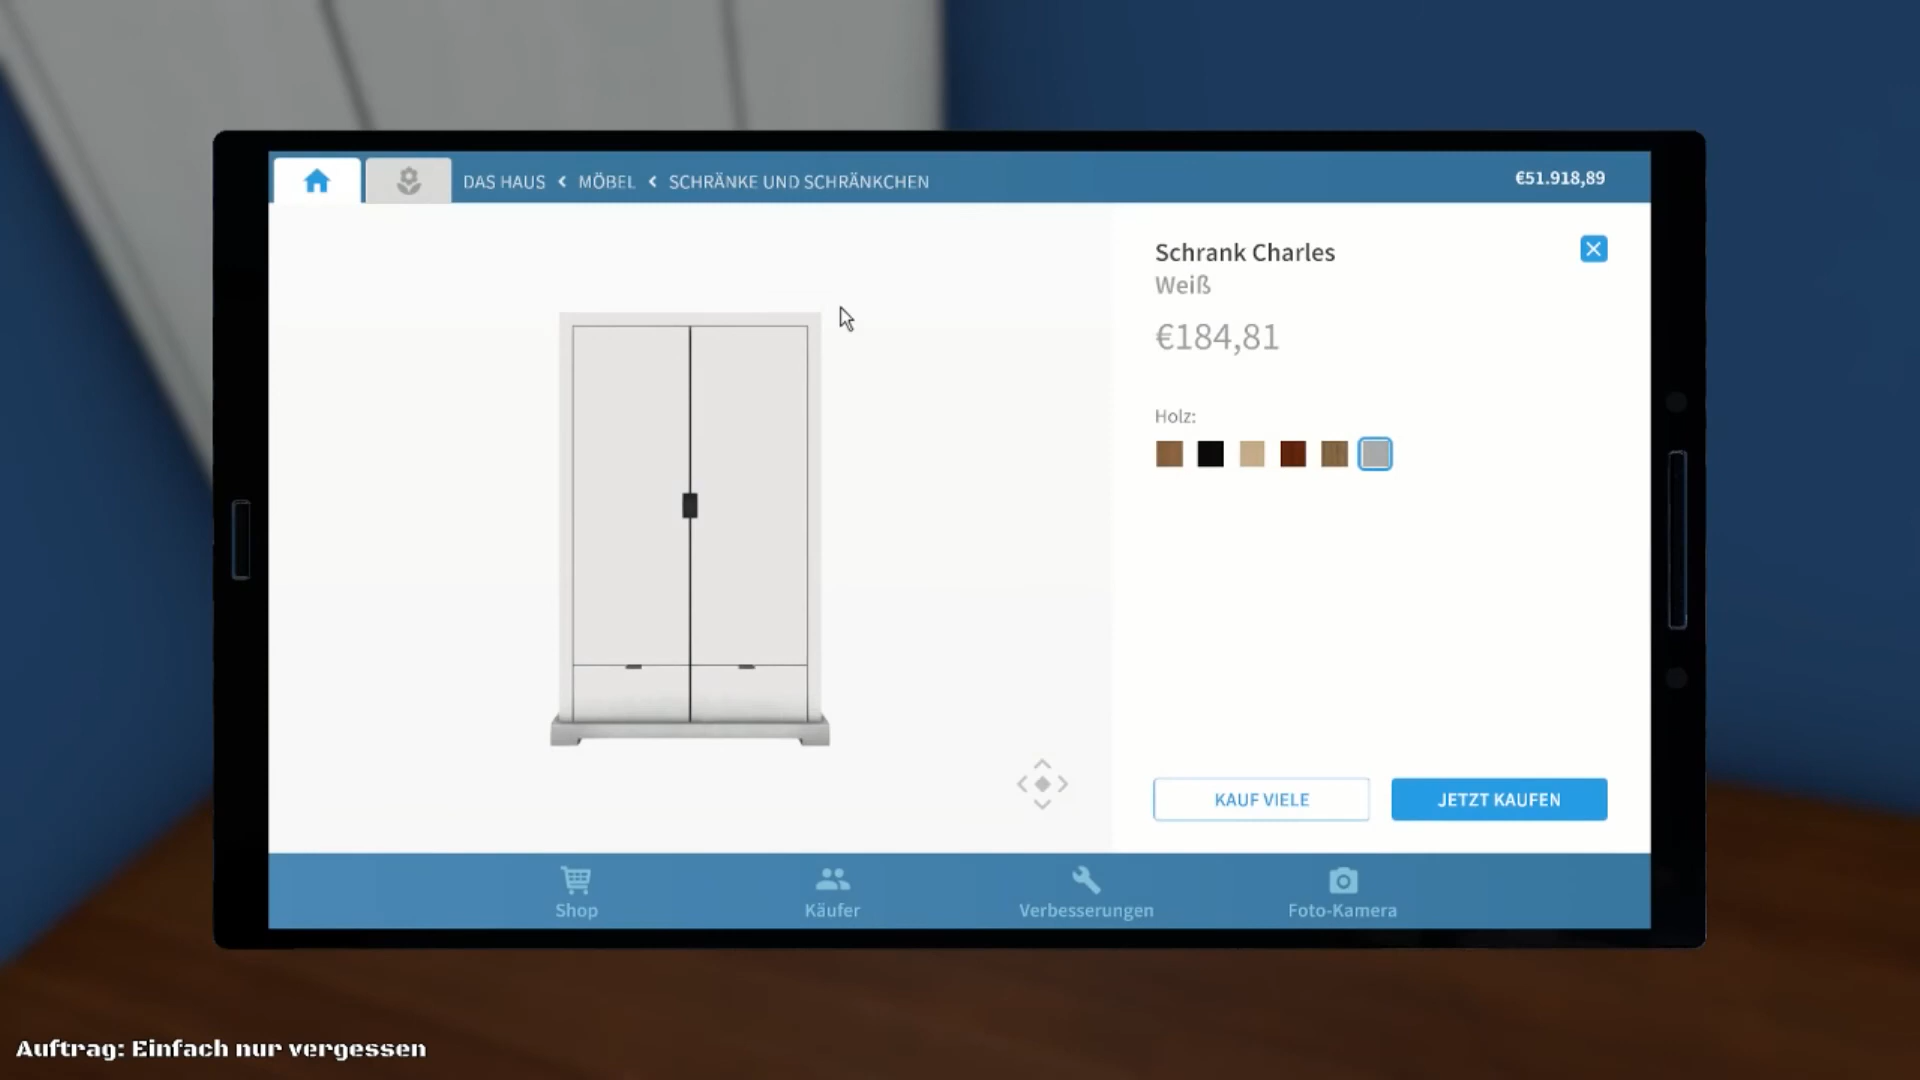 DAS HAUS < MÖBEL < SCHRÄNKE UND SCHRÄNKCHEN
€51.918,89
Schrank Charles
Weiß
€184,81
Holz:
KAUF VIELE
JETZT KAUFEN
Shop
Käufer
Verbesserungen
Foto-Kamera
Auftrag: Einfach nur vergessen